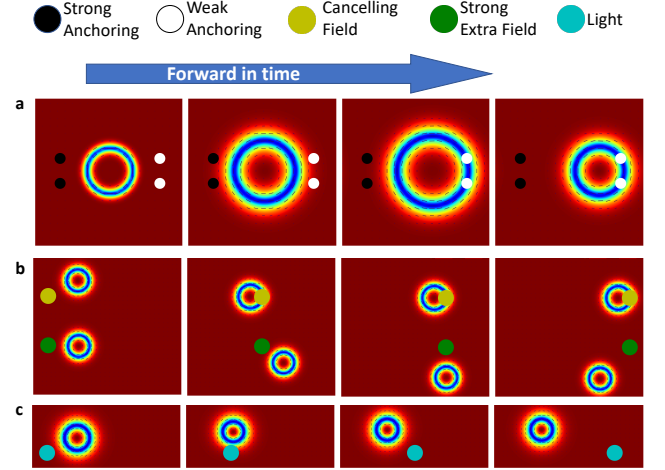 Strong
Anchoring
Weak
Anchoring
Cancelling
Field
Strong
Extra Field
Light
Forward in time
a
b
c